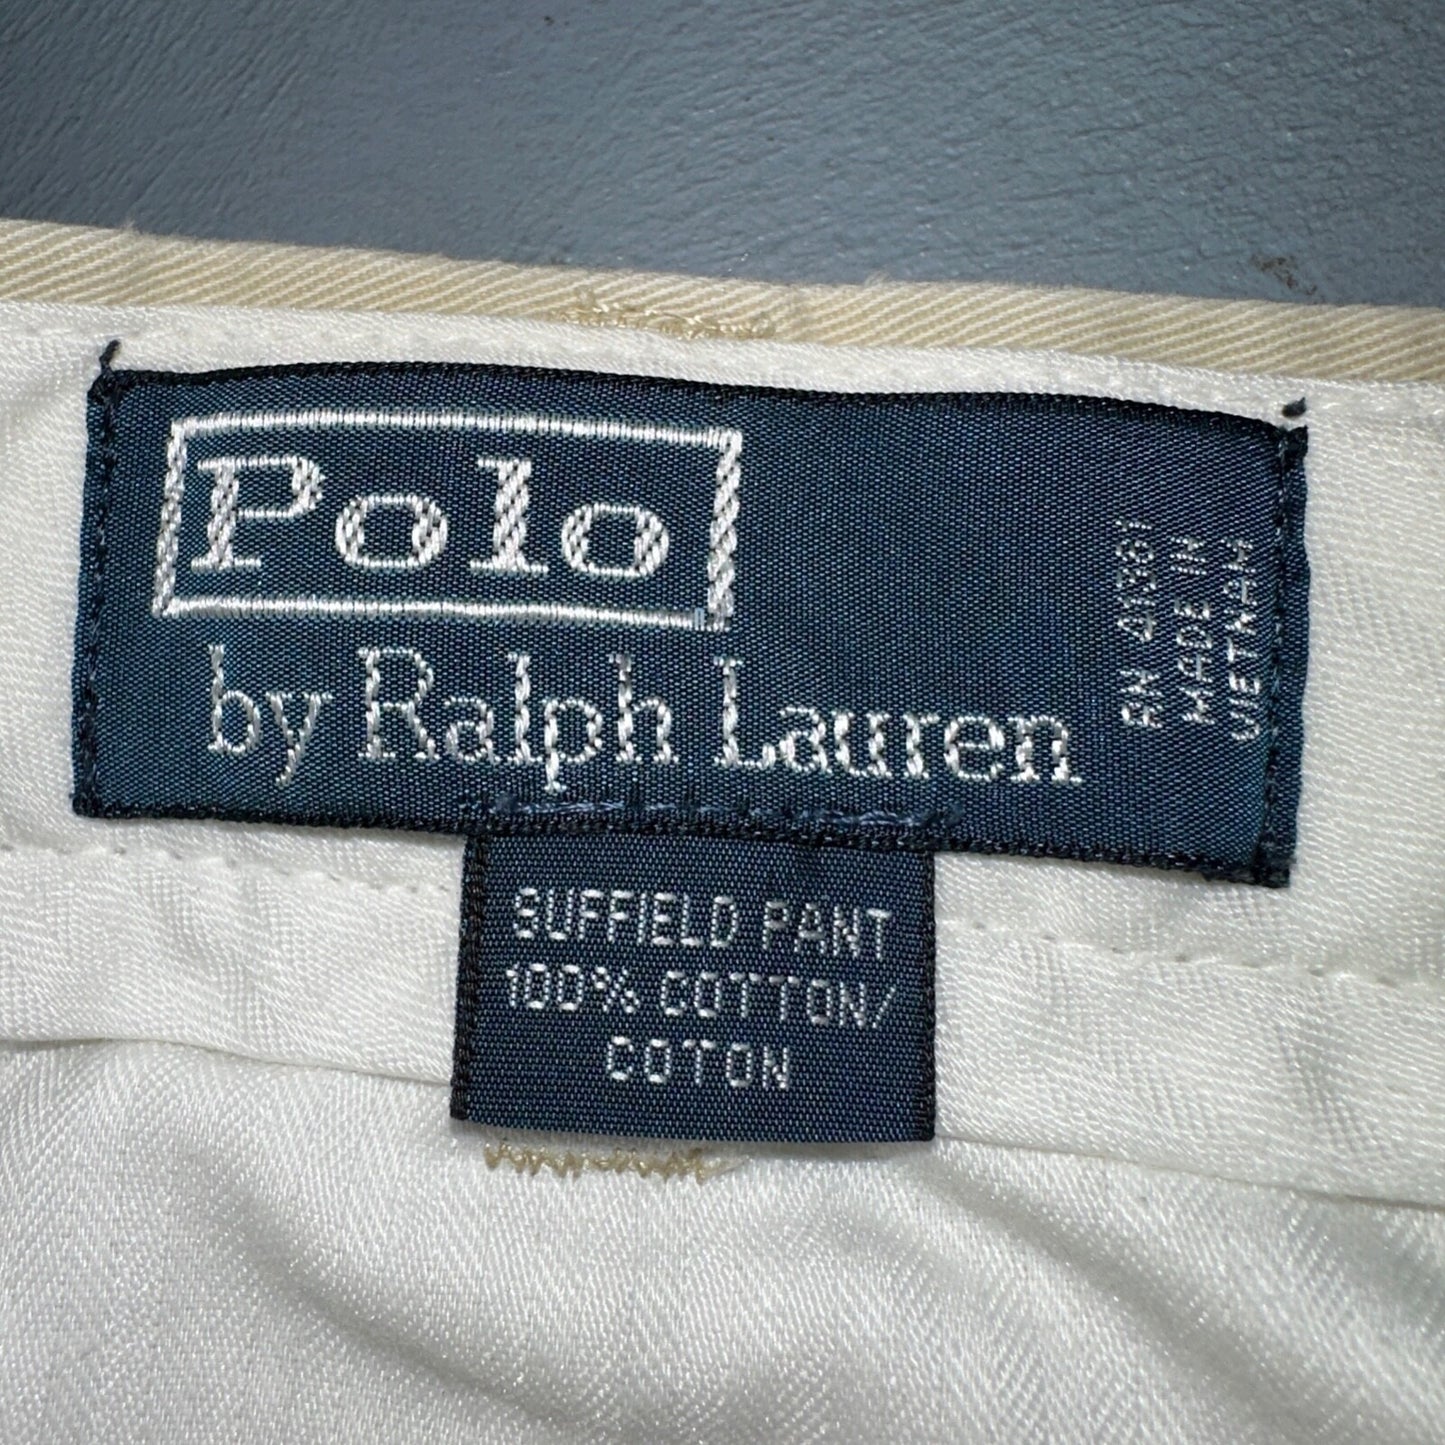 Polo
by Ralph Lauren
RN 41381
MADE IN
VIETNAM
SUFFIELD PANT
100% COTTON/
COTON